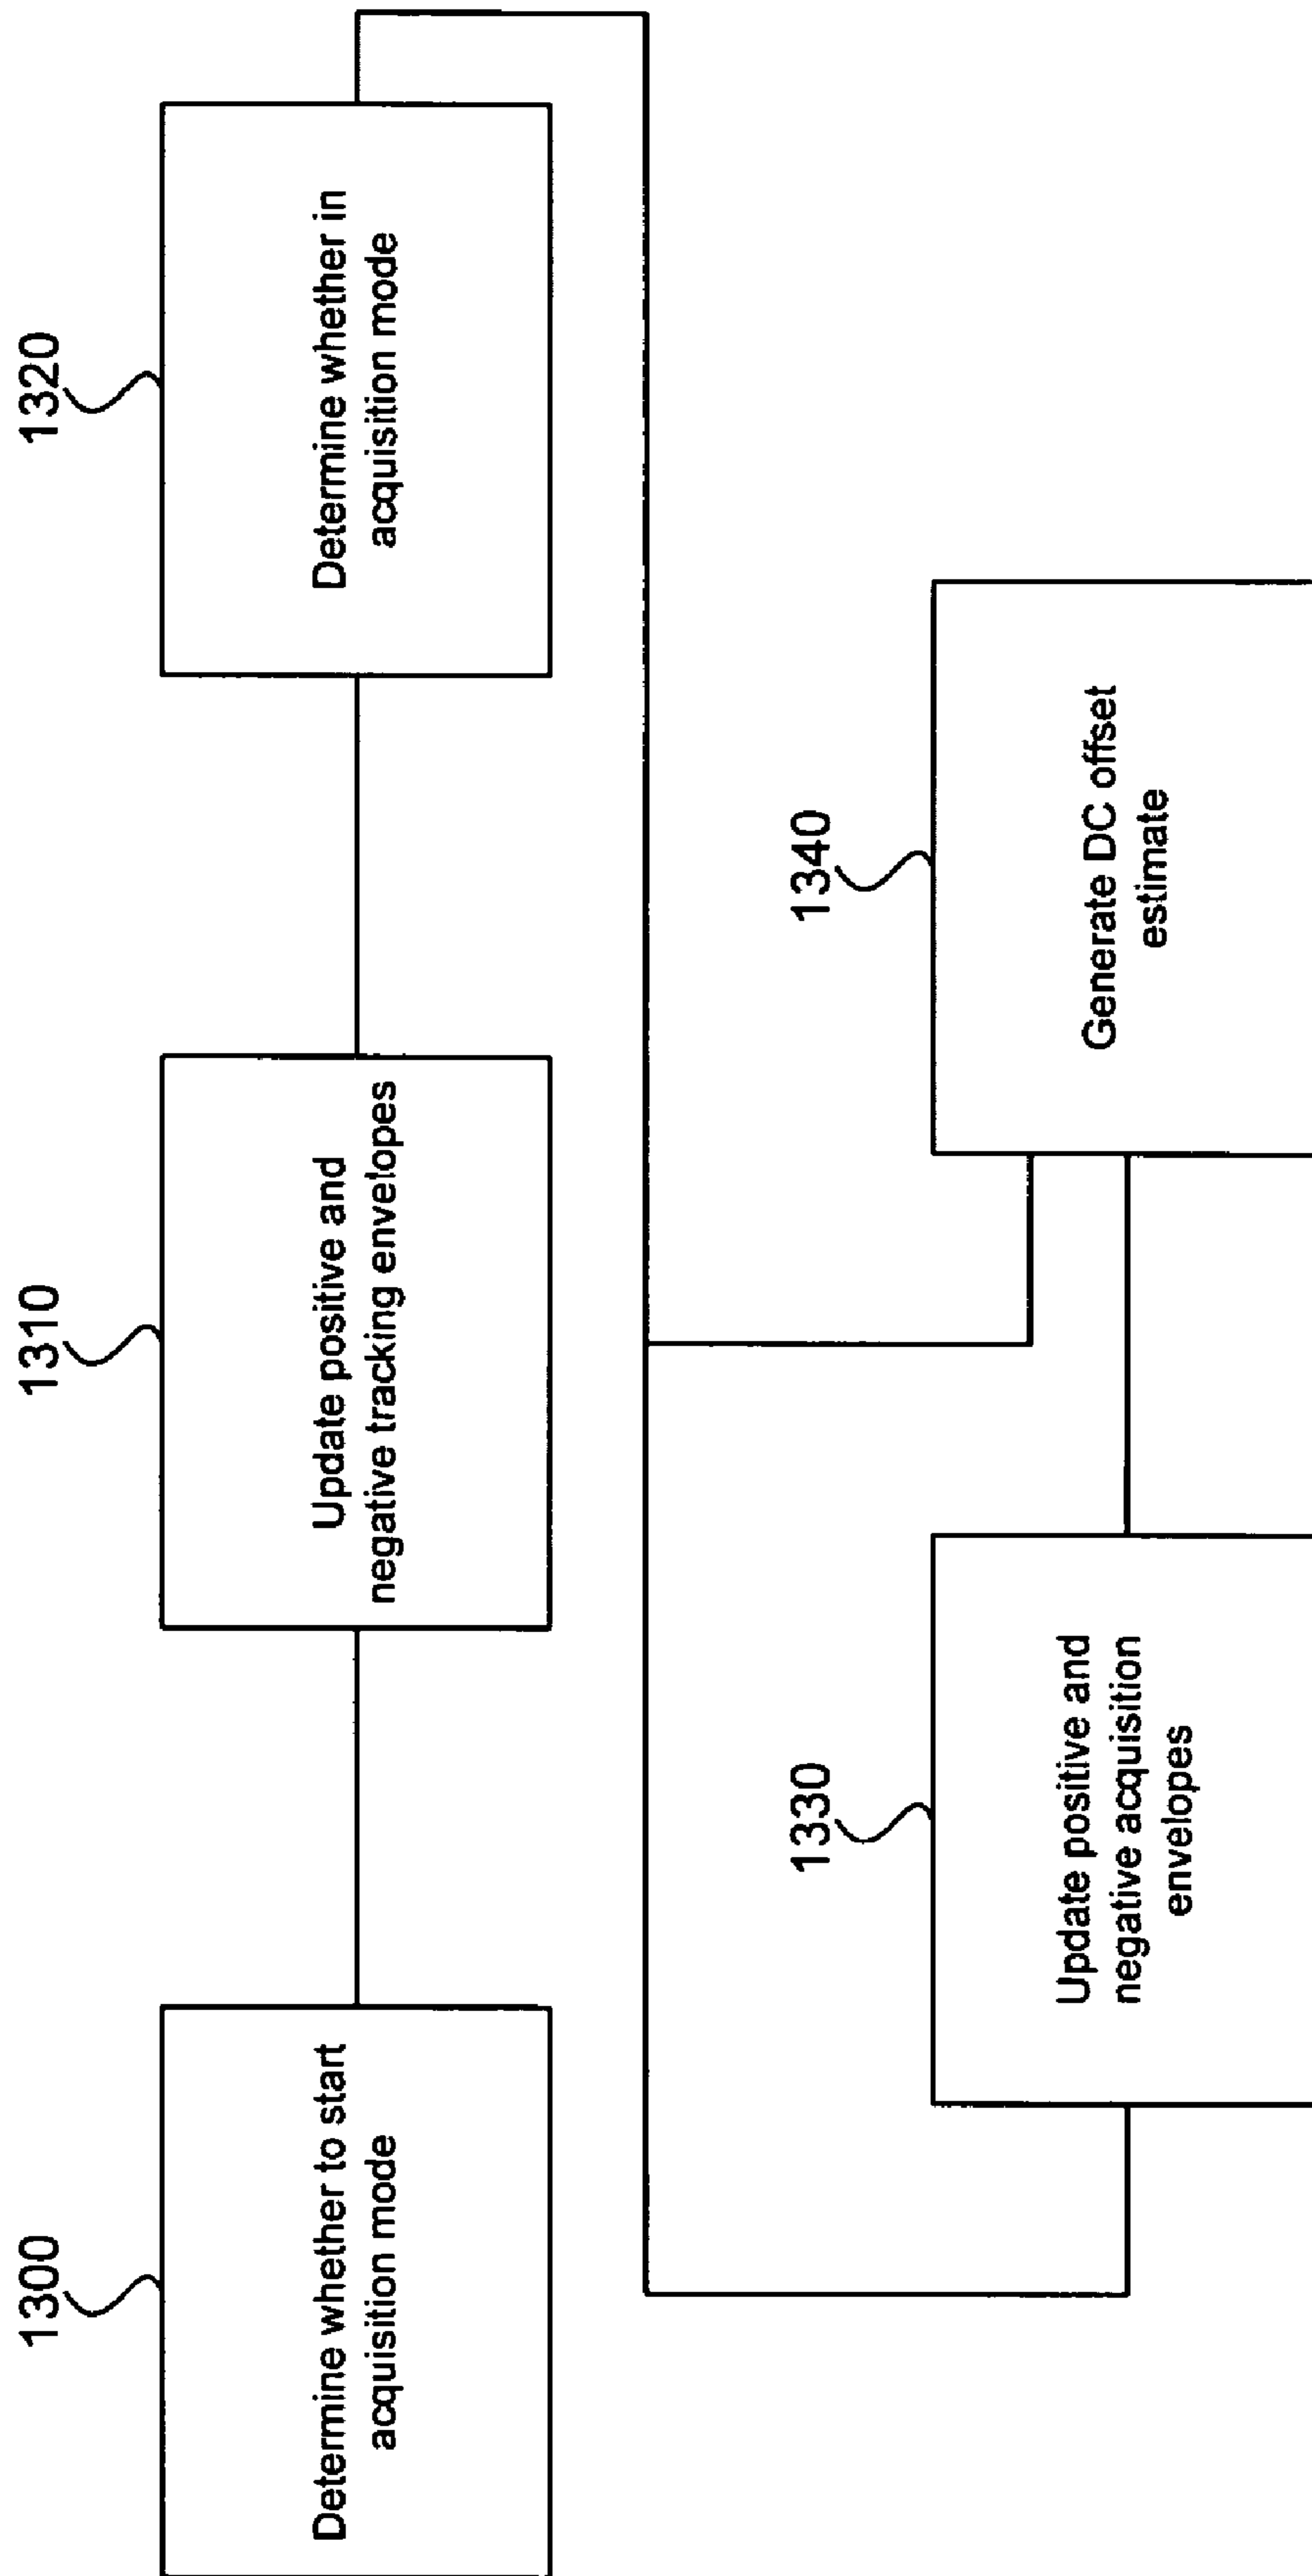 1300
Determine whether to start
acquisition mode
1310
Update positive and
negative tracking envelopes
1320
Determine whether in
acquisition mode
1330
Update positive and
negative acquisition
envelopes
1340
Generate DC offset
estimate